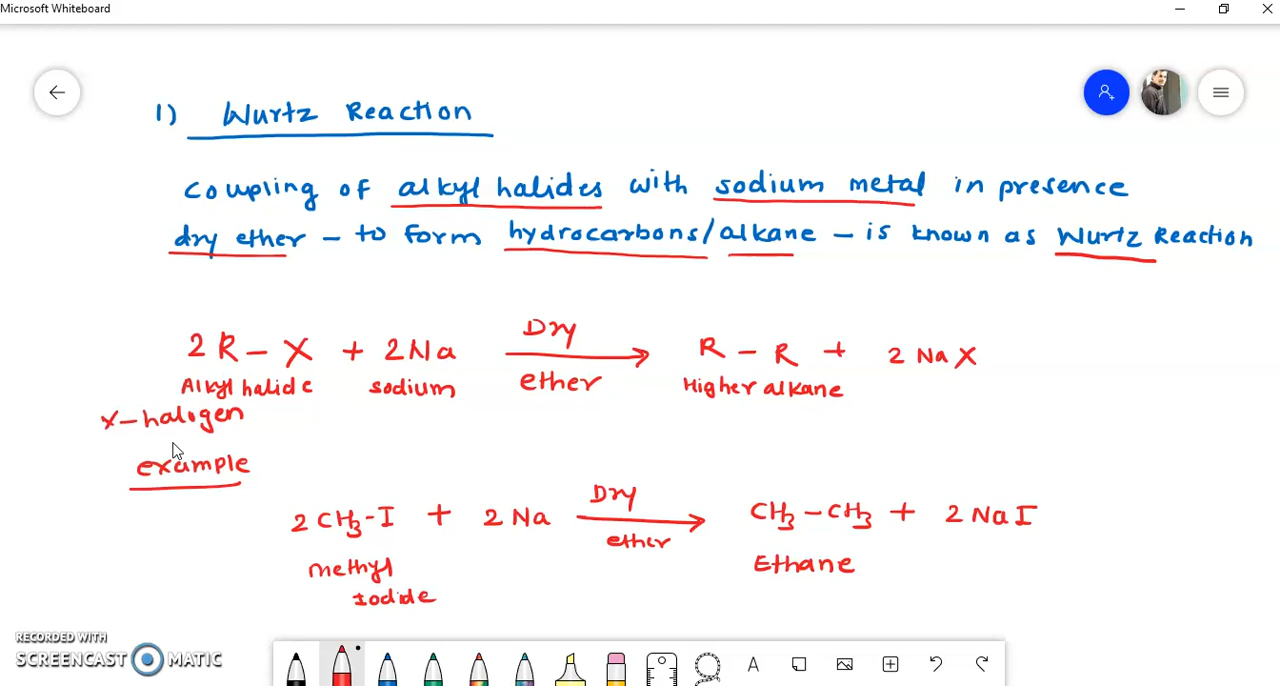 Microsoft Whiteboard
1) Wurtz Reaction
Coupling of alkyl halides with sodium metal in presence
dry ether – to form hydrocarbons/alkane – is known as Wurtz Reaction
2 R – X + 2Na Dry ether R – R + 2 Na X
Alkyl halide sodium Higher alkane
X – halogen
example
2 CH3-I + 2 Na Dry ether CH3 – CH3 + 2 NaI
methyl Iodide Ethane
RECORDED WITH
SCREENCAST MATIC
A